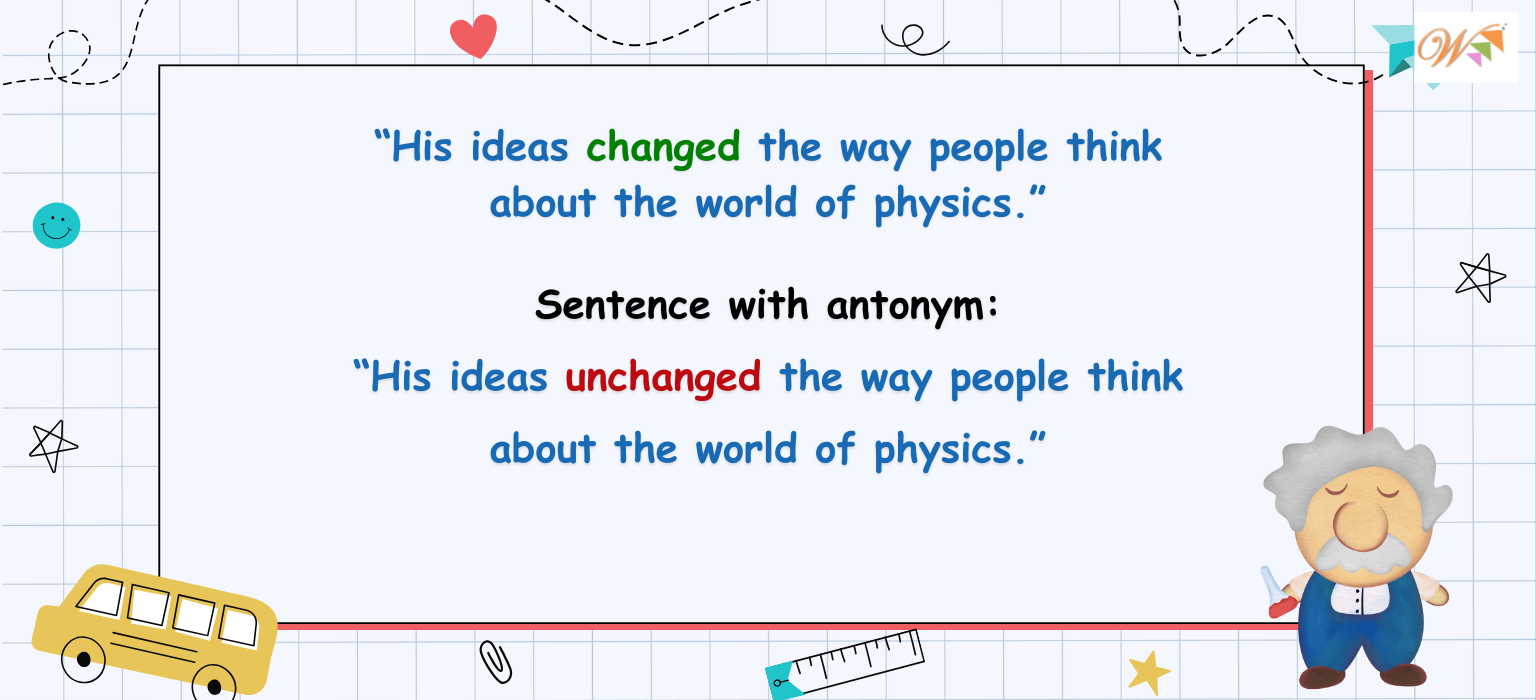 “His ideas changed the way people think
about the world of physics.”
Sentence with antonym:
“His ideas unchanged the way people think
about the world of physics.”
W